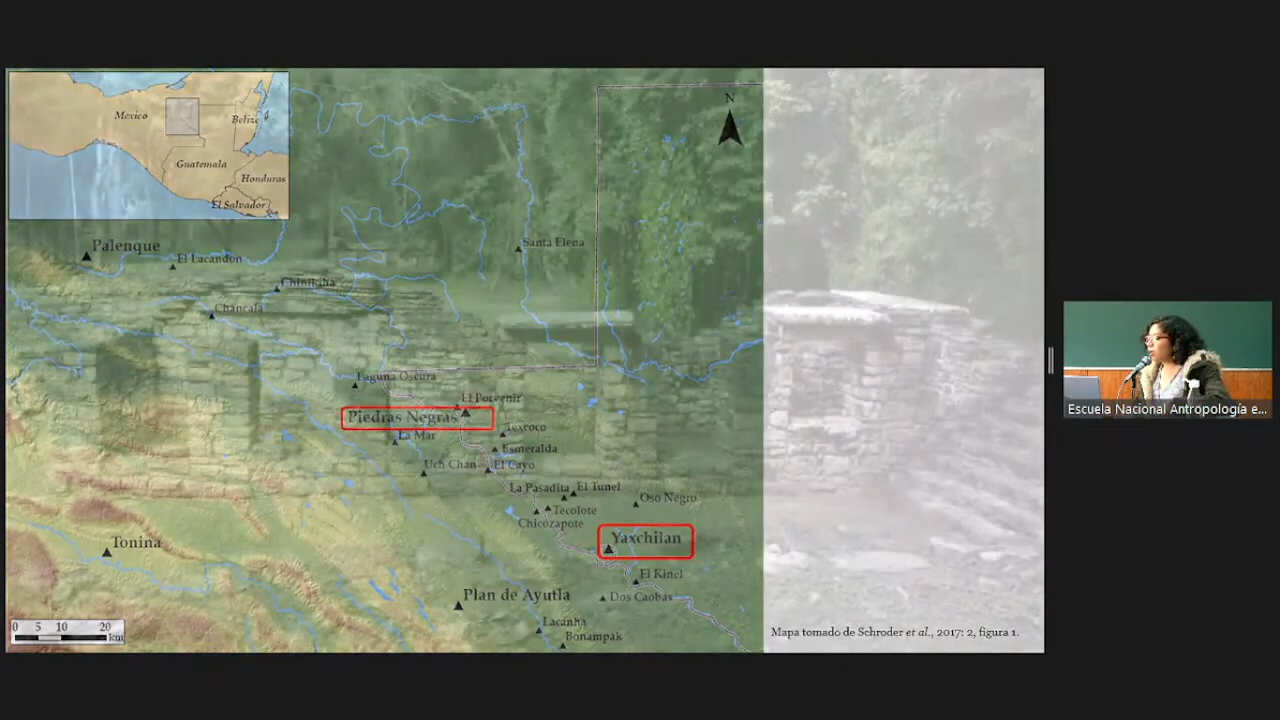 Mexico
Belize
Guatemala
Honduras
El Salvador
N
Palenque
El Lacandon
Santa Elena
Chinikiha
Chancala
Laguna Oscura
El Porvenir
Piedras Negras
Texcoco
La Mar
Esmeralda
Uch Chan
El Cayo
La Pasadita
El Tunel
Oso Negro
Tecolote
Chicozapote
Yaxchilan
Tonina
El Kinel
Plan de Ayutla
Dos Caobas
Lacanha
Bonampak
0 5 10 20
km
Mapa tomado de Schroder et al., 2017: 2, figura 1.
Escuela Nacional Antropología e...